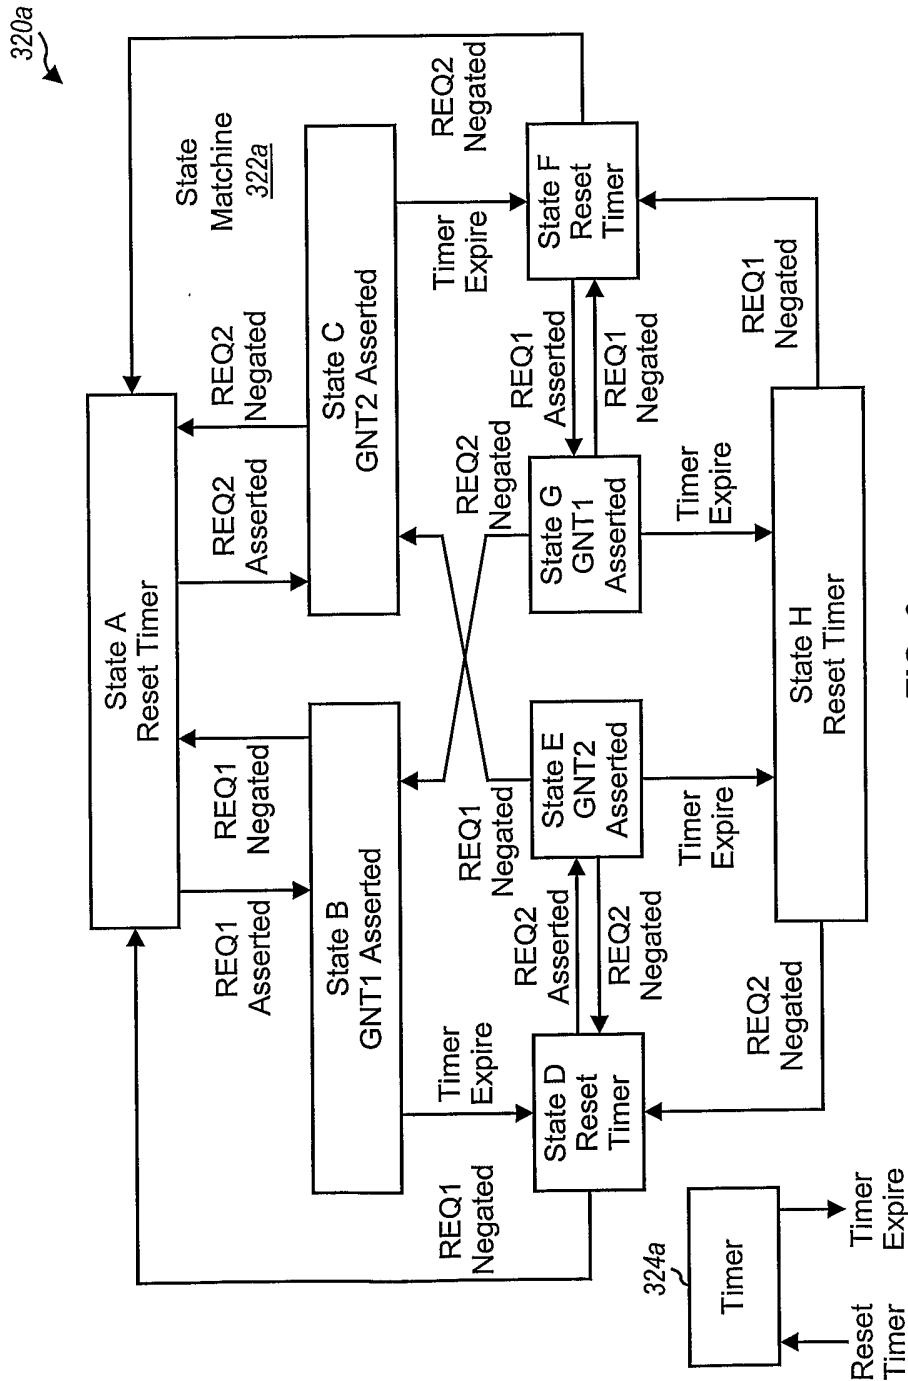 320a
State A
Reset Timer
State
Matchine
322a
REQ1
Asserted
REQ1
Negated
REQ2
Asserted
REQ2
Negated
State B
GNT1 Asserted
State C
GNT2 Asserted
REQ1
Negated
Timer
Expire
REQ1
Negated
REQ2
Negated
Timer
Expire
REQ2
Negated
State D
Reset
Timer
REQ2
Asserted
REQ2
Negated
State E
GNT2
Asserted
State G
GNT1
Asserted
REQ1
Asserted
REQ1
Negated
State F
Reset
Timer
Timer
Expire
Timer
Expire
REQ2
Negated
REQ1
Negated
State H
Reset Timer
324a
Timer
Reset
Timer
Timer
Expire